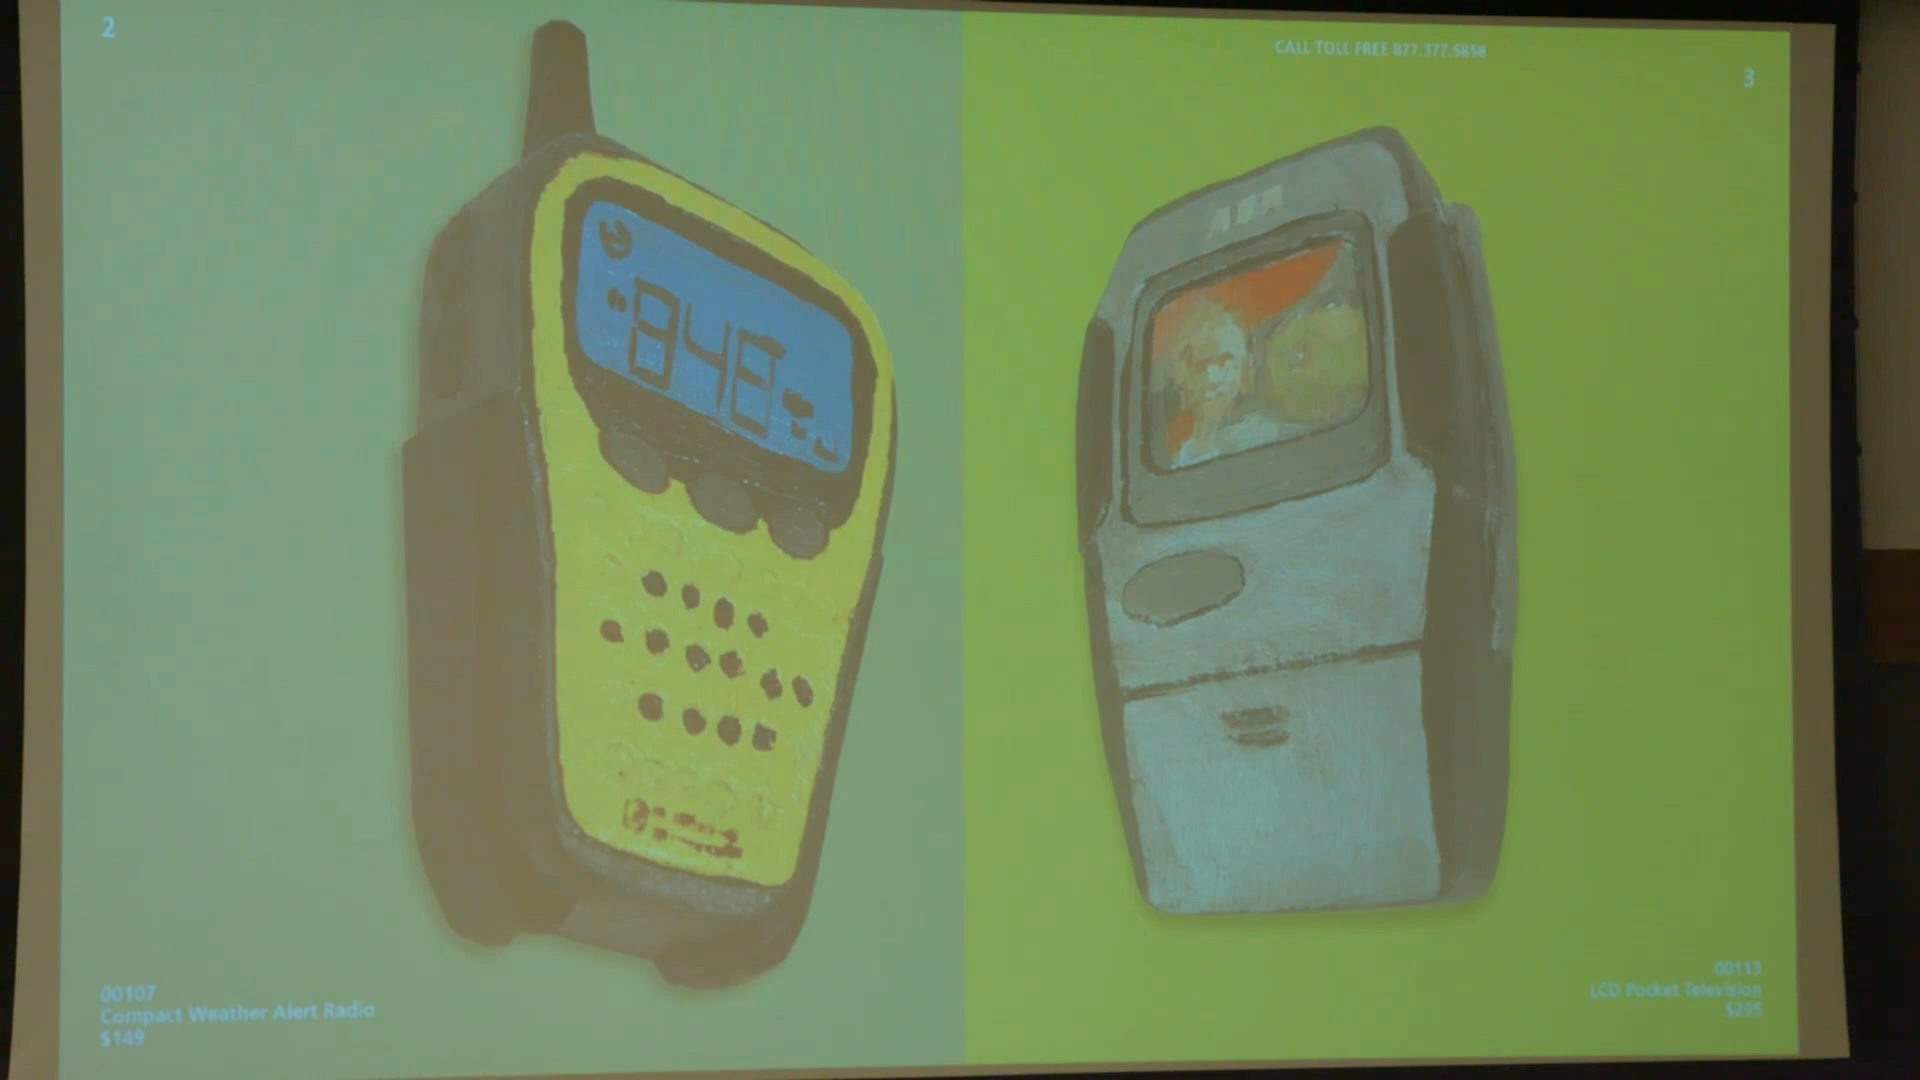 2
848
00107
Compact Weather Alert Radio
$149
CALL TOLL FREE 877.377.5858
3
00113
LCD Pocket Television
$295